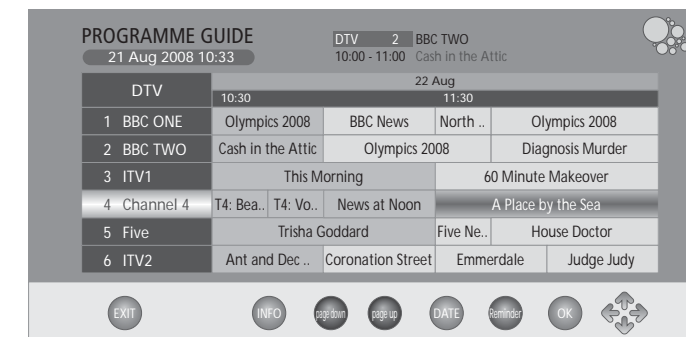 PROGRAMME GUIDE
21 Aug 2008 10:33
DTV 2 BBC TWO
10:00 - 11:00 Cash in the Attic
DTV
22 Aug
10:30 11:30
1 BBC ONE Olympics 2008 BBC News North .. Olympics 2008
2 BBC TWO Cash in the Attic Olympics 2008 Diagnosis Murder
3 ITV1 This Morning 60 Minute Makeover
4 Channel 4 T4: Bea.. T4: Vo.. News at Noon A Place by the Sea
5 Five Trisha Goddard Five Ne.. House Doctor
6 ITV2 Ant and Dec .. Coronation Street Emmerdale Judge Judy
EXIT INFO page down page up DATE Reminder OK